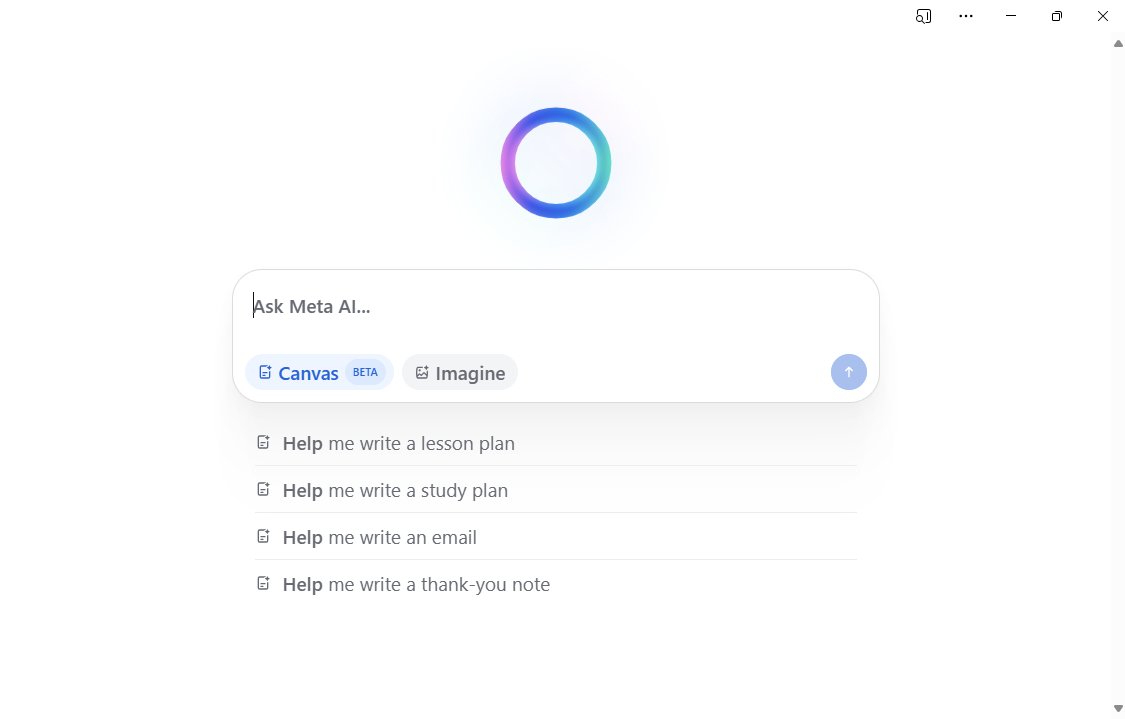 Ask Meta AI...
Canvas BETA Imagine
Help me write a lesson plan
Help me write a study plan
Help me write an email
Help me write a thank-you note